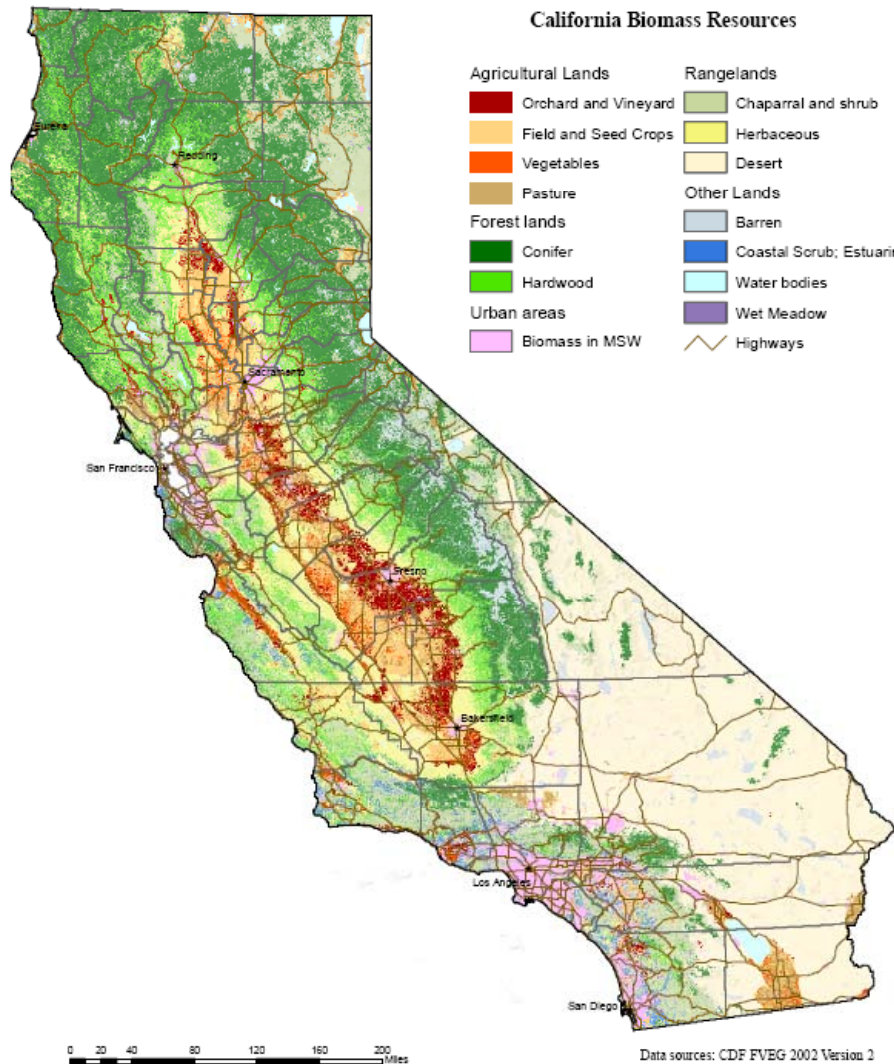 California Biomass Resources
Agricultural Lands
Orchard and Vineyard
Field and Seed Crops
Vegetables
Pasture
Forest lands
Conifer
Hardwood
Urban areas
Biomass in MSW
Rangelands
Chaparral and shrub
Herbaceous
Desert
Other Lands
Barren
Coastal Scrub; Estuarin
Water bodies
Wet Meadow
Highways
Eureka
Redding
Sacramento
San Francisco
Fresno
Bakersfield
Los Angeles
San Diego
0 20 40 80 120 160 200
Miles
Data sources: CDF FVEG 2002 Version 2